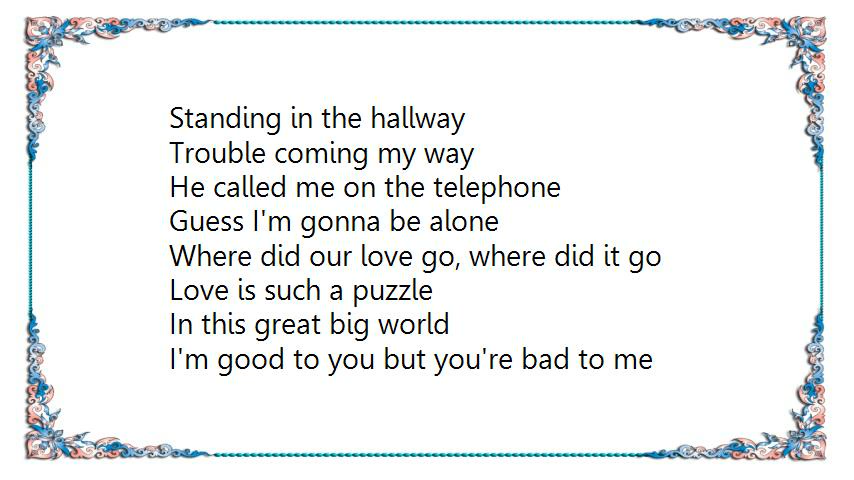 Standing in the hallway
Trouble coming my way
He called me on the telephone
Guess I'm gonna be alone
Where did our love go, where did it go
Love is such a puzzle
In this great big world
I'm good to you but you're bad to me